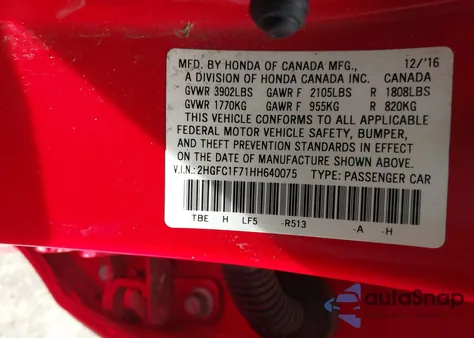 MFD. BY HONDA OF CANADA MFG., 12/'16
A DIVISION OF HONDA CANADA INC. CANADA
GVWR 3902LBS GAWR F 2105LBS R 1808LBS
GVWR 1770KG GAWR F 955KG R 820KG
THIS VEHICLE CONFORMS TO ALL APPLICABLE
FEDERAL MOTOR VEHICLE SAFETY, BUMPER,
AND THEFT PREVENTION STANDARDS IN EFFECT
ON THE DATE OF MANUFACTURE SHOWN ABOVE.
V.I.N.: 2HGFC1F71HH640075 TYPE: PASSENGER CAR
TBE H LF5 -R513 -A -H
autoSnap